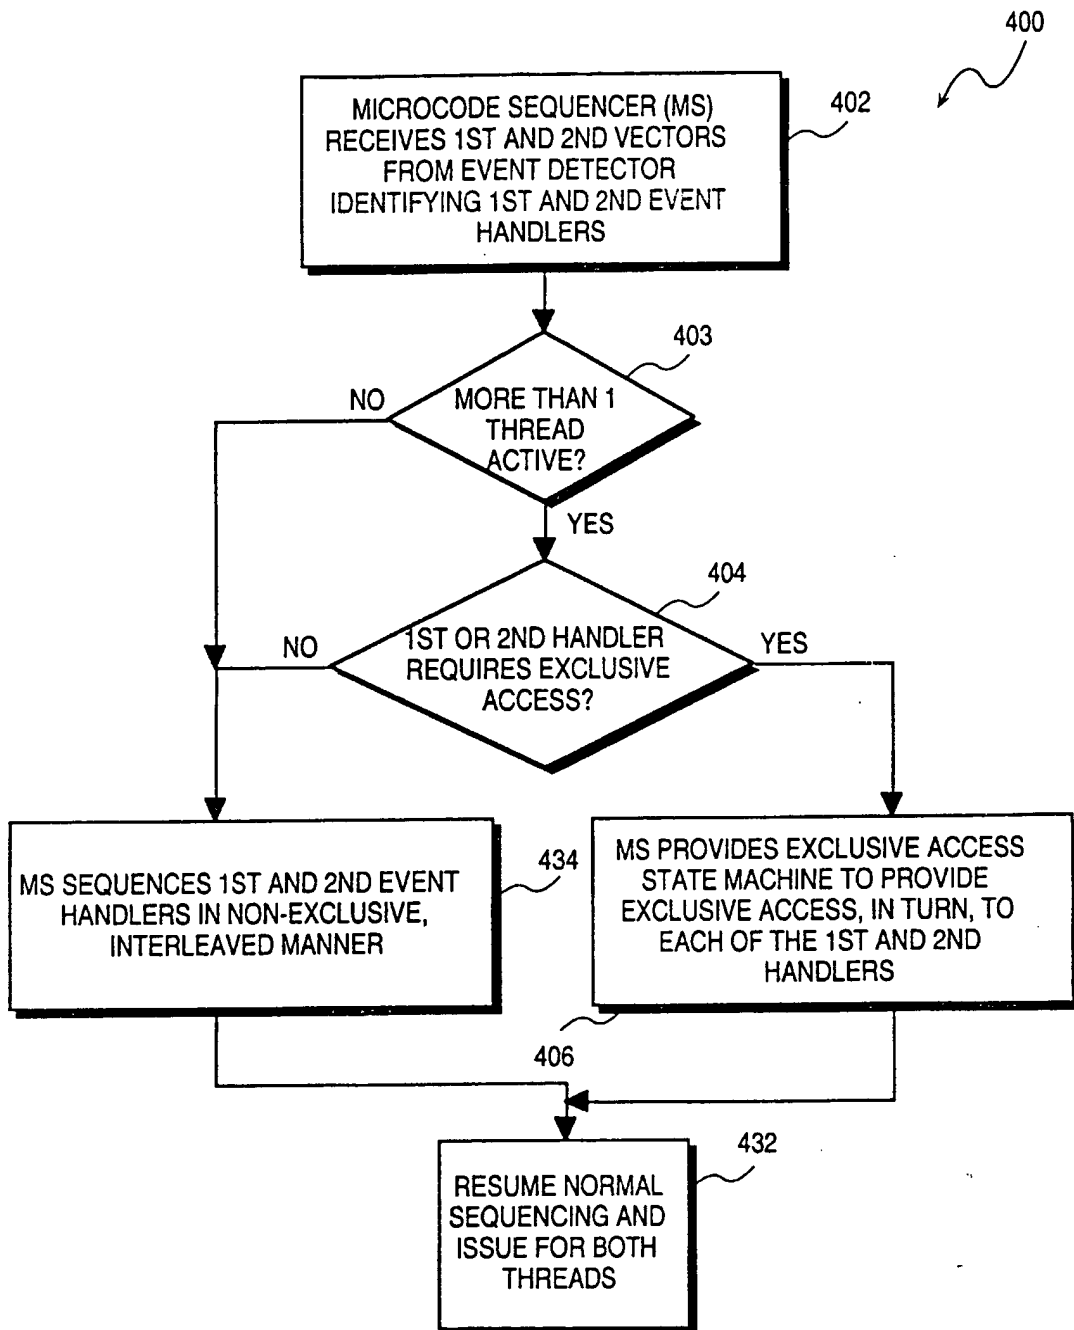 400
MICROCODE SEQUENCER (MS)
RECEIVES 1ST AND 2ND VECTORS
FROM EVENT DETECTOR
IDENTIFYING 1ST AND 2ND EVENT
HANDLERS
402
403
NO
MORE THAN 1
THREAD
ACTIVE?
YES
404
NO
1ST OR 2ND HANDLER
REQUIRES EXCLUSIVE
ACCESS?
YES
MS SEQUENCES 1ST AND 2ND EVENT
HANDLERS IN NON-EXCLUSIVE,
INTERLEAVED MANNER
434
MS PROVIDES EXCLUSIVE ACCESS
STATE MACHINE TO PROVIDE
EXCLUSIVE ACCESS, IN TURN, TO
EACH OF THE 1ST AND 2ND
HANDLERS
406
432
RESUME NORMAL
SEQUENCING AND
ISSUE FOR BOTH
THREADS